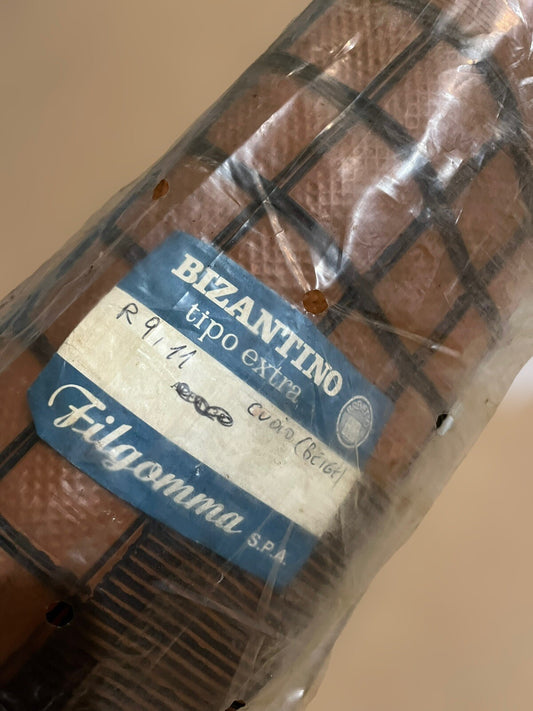 BIZANTINO
tipo extra
R 9,11
CUOIO (BEIGE)
Filgomma S.P.A.